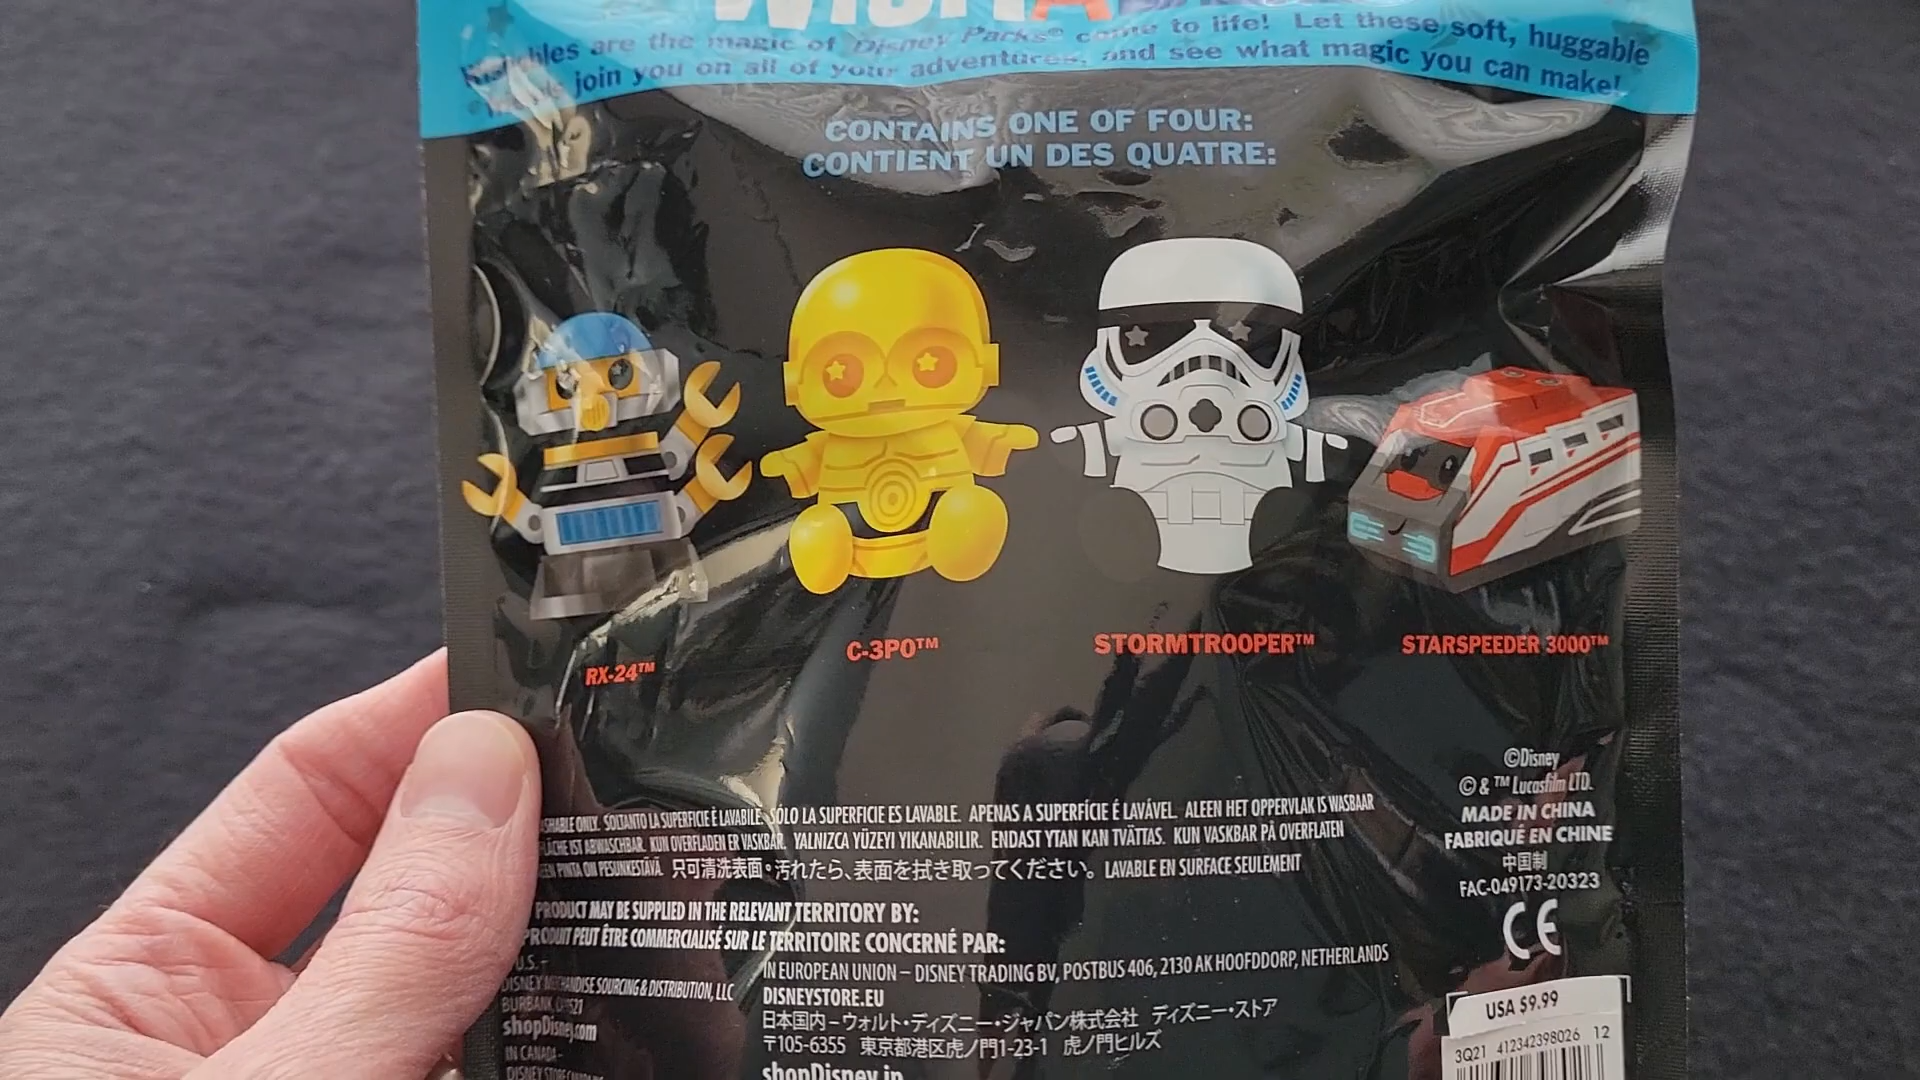 are the magic of Disney Parks® come to life! Let these soft, huggable
join you on all of your adventures, and see what magic you can make!
CONTAINS ONE OF FOUR:
CONTIENT UN DES QUATRE:
RX-24™
C-3PO™
STORMTROOPER™
STARSPEEDER 3000™
©Disney
© & ™ Lucasfilm LTD.
MADE IN CHINA
FABRIQUÉ EN CHINE
中国制
FAC-049173-20323
CE
ONLY. SOLTANTO LA SUPERFICIE È LAVABILE. SÓLO LA SUPERFICIE ES LAVABLE. APENAS A SUPERFÍCIE É LAVÁVEL. ALEEN HET OPPERVLAK IS WASBAAR
IST ABWASCHBAR. KUN OVERFLADEN ER VASKBAR. YALNIZCA YÜZEYI YIKANABILIR. ENDAST YTAN KAN TVÄTTAS. KUN VASKBAR PÅ OVERFLATEN
PINTA ON PESUNKESTÄVÄ. 只可清洗表面。汚れたら、表面を拭き取ってください。 LAVABLE EN SURFACE SEULEMENT
PRODUCT MAY BE SUPPLIED IN THE RELEVANT TERRITORY BY:
PRODUIT PEUT ÊTRE COMMERCIALISÉ SUR LE TERRITOIRE CONCERNÉ PAR:
U.S. –
DISNEY MERCHANDISE SOURCING & DISTRIBUTION, LLC
BURBANK,
shopDisney.com
IN CANADA–
IN EUROPEAN UNION – DISNEY TRADING BV, POSTBUS 406, 2130 AK HOOFDDORP, NETHERLANDS
DISNEYSTORE.EU
日本国内–ウォルト・ディズニー・ジャパン株式会社 ディズニー・ストア
〒105-6355 東京都港区虎ノ門1-23-1 虎ノ門ヒルズ
shopDisney.jp
USA $9.99
3Q21 412342398026 12